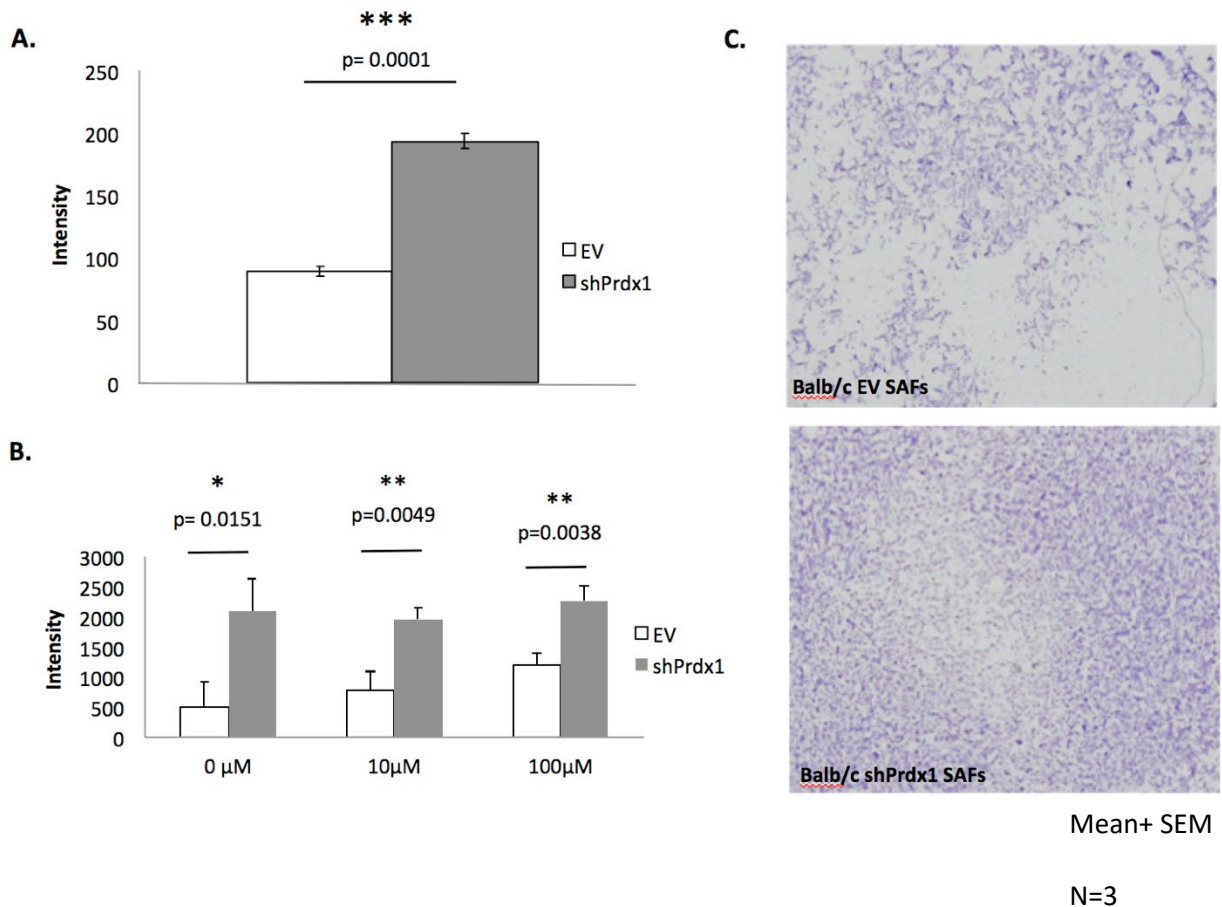 A.
***
p= 0.0001
250
200
150
100
50
0
Intensity
EV
shPrdx1
B.
* ** **
p= 0.0151 p=0.0049 p=0.0038
3000
2500
2000
1500
1000
500
0
Intensity
EV
shPrdx1
0 µM 10µM 100µM
C.
Balb/c EV SAFs
Balb/c shPrdx1 SAFs
Mean+ SEM
N=3